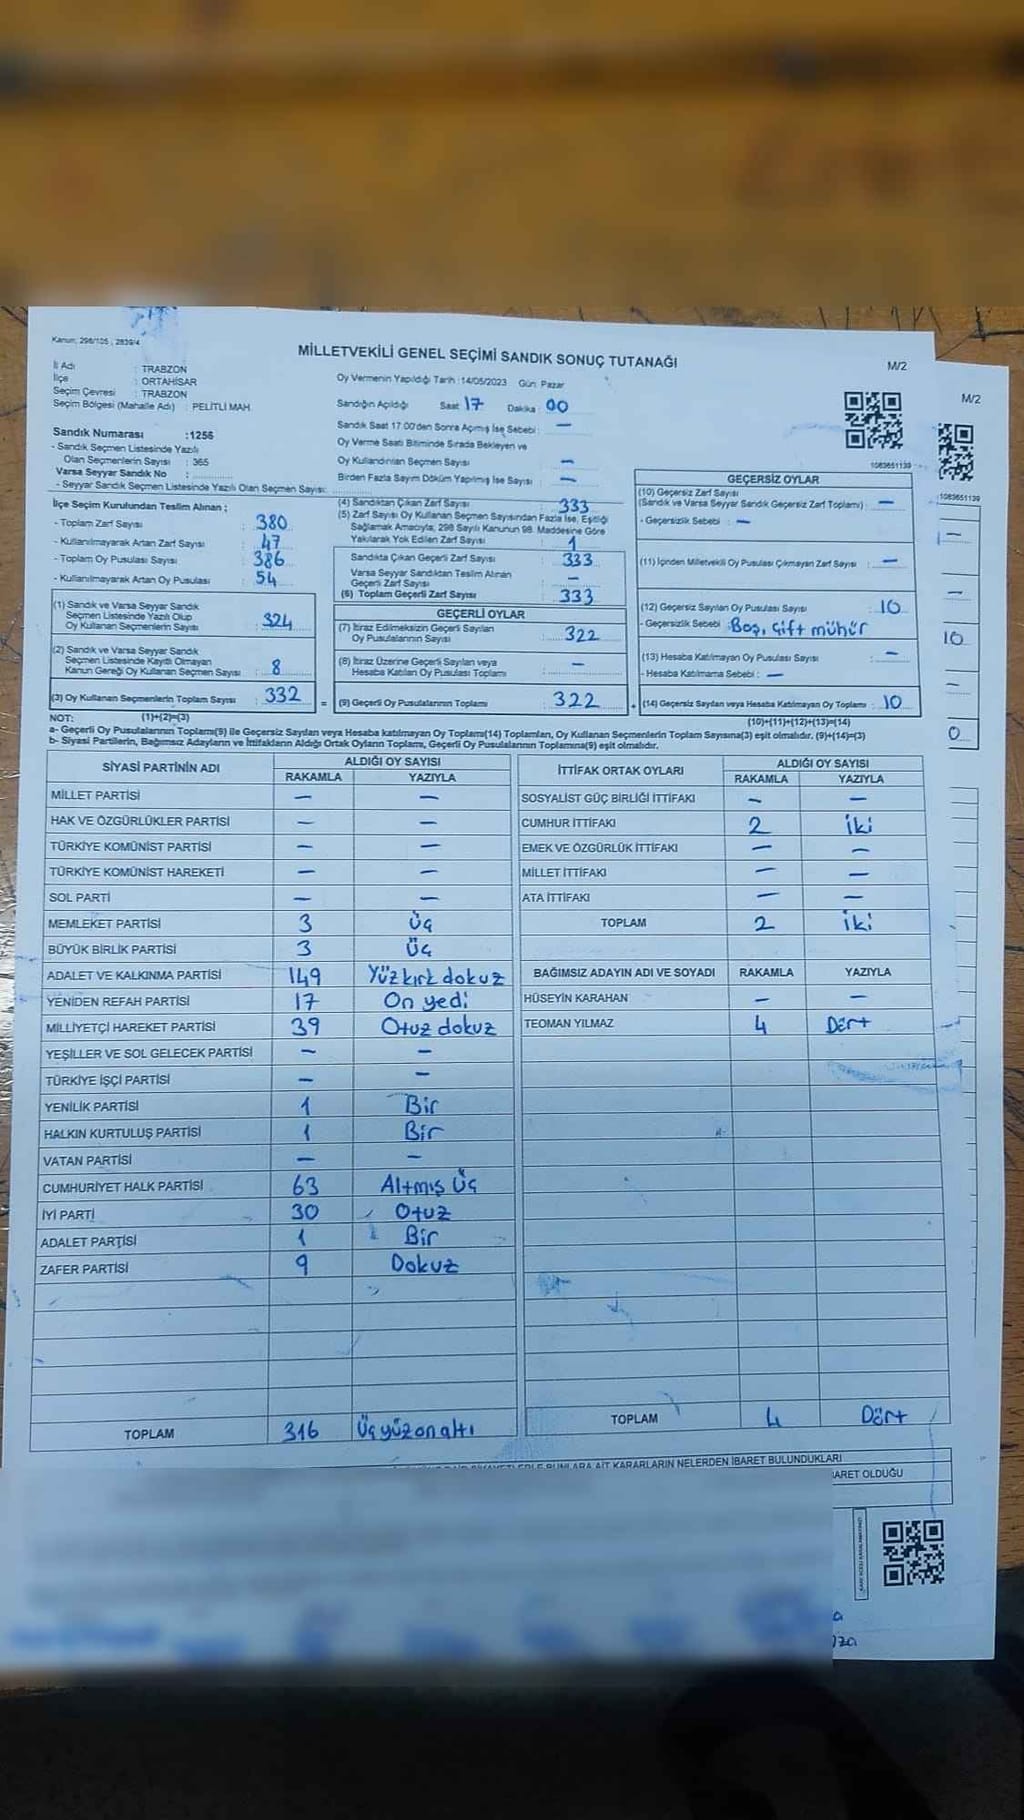 Kanun; 298/105 , 2839/4
MİLLETVEKİLİ GENEL SEÇİMİ SANDIK SONUÇ TUTANAĞI
M/2
M/2
İl Adı : TRABZON
İlçe : ORTAHİSAR
Seçim Çevresi : TRABZON
Seçim Bölgesi (Mahalle Adı) : PELİTLİ MAH.
Oy Vermenin Yapıldığı Tarih :14/05/2023 Gün: Pazar
Sandığın Açıldığı Saat 17 Dakika : 00
Sandık Saat 17.00'den Sonra Açılmış İse Sebebi : —
Oy Verme Saati Bitiminde Sırada Bekleyen ve
Oy Kullandırılan Seçmen Sayısı —
Birden Fazla Sayım Döküm Yapılmış İse Sayısı —
1083651139
1083651139
Sandık Numarası :1256
- Sandık Seçmen Listesinde Yazılı
Olan Seçmenlerin Sayısı : 365
Varsa Seyyar Sandık No :
- Seyyar Sandık Seçmen Listesinde Yazılı Olan Seçmen Sayısı:
İlçe Seçim Kurulundan Teslim Alınan ;
- Toplam Zarf Sayısı : 380
- Kullanılmayarak Artan Zarf Sayısı : 47
- Toplam Oy Pusulası Sayısı : 386
- Kullanılmayarak Artan Oy Pusulası : 54
(1) Sandık ve Varsa Seyyar Sandık
Seçmen Listesinde Yazılı Olup
Oy Kullanan Seçmenlerin Sayısı : 324
(2) Sandık ve Varsa Seyyar Sandık
Seçmen Listesinde Kayıtlı Olmayan
Kanun Gereği Oy Kullanan Seçmen Sayısı : 8
(3) Oy Kullanan Seçmenlerin Toplam Sayısı : 332
(4) Sandıktan Çıkan Zarf Sayısı : 333
(5) Zarf Sayısı Oy Kullanan Seçmen Sayısından Fazla İse, Eşitliği
Sağlamak Amacıyla, 298 Sayılı Kanunun 98. Maddesine Göre
Yakılarak Yok Edilen Zarf Sayısı : 1
Sandıkta Çıkan Geçerli Zarf Sayısı : 333
Varsa Seyyar Sandıktan Teslim Alınan
Geçerli Zarf Sayısı : —
(6) Toplam Geçerli Zarf Sayısı : 333
GEÇERLİ OYLAR
(7) İtiraz Edilmeksizin Geçerli Sayılan
Oy Pusulalarının Sayısı : 322
(8) İtiraz Üzerine Geçerli Sayılan veya
Hesaba Katılan Oy Pusulası Toplamı : —
= (9) Geçerli Oy Pusulalarının Toplamı : 322
GEÇERSİZ OYLAR
(10) Geçersiz Zarf Sayısı
(Sandık ve Varsa Seyyar Sandık Geçersiz Zarf Toplamı) : —
- Geçersizlik Sebebi : —
(11) İçinden Milletvekili Oy Pusulası Çıkmayan Zarf Sayısı : —
(12) Geçersiz Sayılan Oy Pusulası Sayısı : 10
- Geçersizlik Sebebi : Boş, Çift mühür
(13) Hesaba Katılmayan Oy Pusulası Sayısı : —
- Hesaba Katılmama Sebebi : —
+ (14) Geçersiz Sayılan veya Hesaba Katılmayan Oy Toplamı : 10
10
0
NOT: (1)+(2)=(3)
(10)+(11)+(12)+(13)=(14)
a- Geçerli Oy Pusulalarının Toplamı(9) ile Geçersiz Sayılan veya Hesaba katılmayan Oy Toplamı(14) Toplamları, Oy Kullanan Seçmenlerin Toplam Sayısına(3) eşit olmalıdır. (9)+(14)=(3)
b- Siyasi Partilerin, Bağımsız Adayların ve İttifakların Aldığı Ortak Oyların Toplamı, Geçerli Oy Pusulalarının Toplamına(9) eşit olmalıdır.
SİYASİ PARTİNİN ADI ALDIĞI OY SAYISI
RAKAMLA YAZIYLA
MİLLET PARTİSİ — —
HAK VE ÖZGÜRLÜKLER PARTİSİ — —
TÜRKİYE KOMÜNİST PARTİSİ — —
TÜRKİYE KOMÜNİST HAREKETİ — —
SOL PARTİ — —
MEMLEKET PARTİSİ 3 Üç
BÜYÜK BİRLİK PARTİSİ 3 Üç
ADALET VE KALKINMA PARTİSİ 149 Yüzkırk dokuz
YENİDEN REFAH PARTİSİ 17 On yedi
MİLLİYETÇİ HAREKET PARTİSİ 39 Otuz dokuz
YEŞİLLER VE SOL GELECEK PARTİSİ — —
TÜRKİYE İŞÇİ PARTİSİ — —
YENİLİK PARTİSİ 1 Bir
HALKIN KURTULUŞ PARTİSİ 1 Bir
VATAN PARTİSİ — —
CUMHURİYET HALK PARTİSİ 63 Altmış Üç
İYİ PARTİ 30 Otuz
ADALET PARTİSİ 1 Bir
ZAFER PARTİSİ 9 Dokuz
TOPLAM 316 Üçyüzonaltı
İTTİFAK ORTAK OYLARI ALDIĞI OY SAYISI
RAKAMLA YAZIYLA
SOSYALİST GÜÇ BİRLİĞİ İTTİFAKI — —
CUMHUR İTTİFAKI 2 İki
EMEK VE ÖZGÜRLÜK İTTİFAKI — —
MİLLET İTTİFAKI — —
ATA İTTİFAKI — —
TOPLAM 2 İki
BAĞIMSIZ ADAYIN ADI VE SOYADI RAKAMLA YAZIYLA
HÜSEYİN KARAHAN — —
TEOMAN YILMAZ 4 Dört
TOPLAM 4 Dört
BUNLARA AİT KARARLARIN NELERDEN İBARET BULUNDUKLARI
OLDUĞU